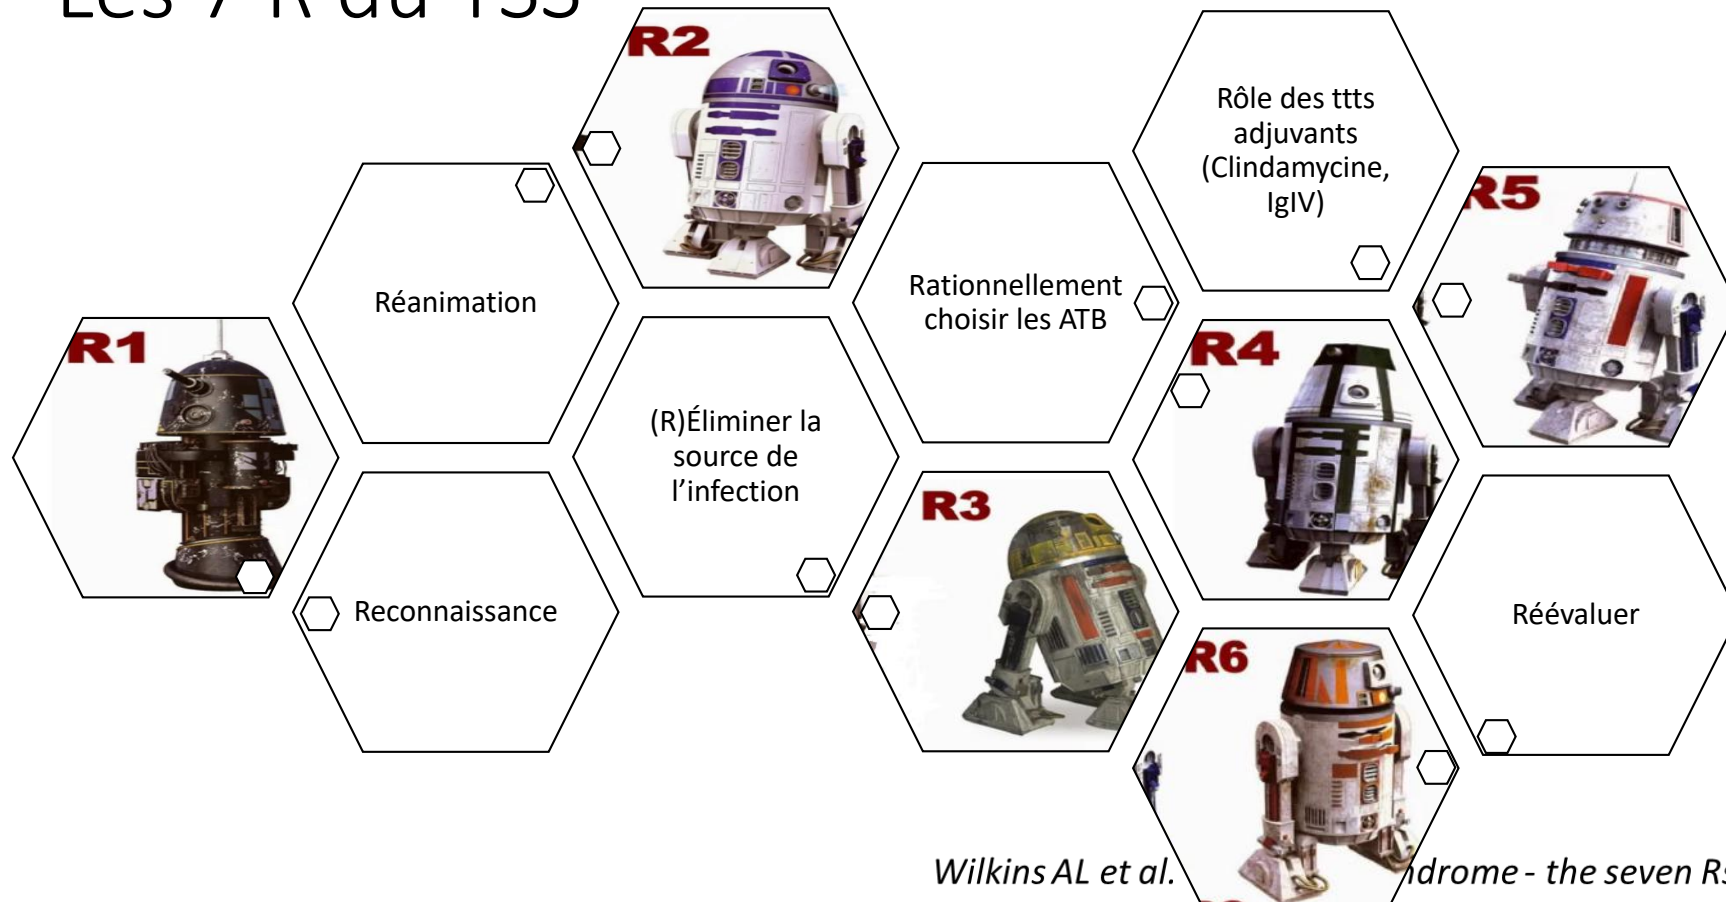 Les 7 R du TSS
R2
Rôle des ttts
adjuvants
(Clindamycine,
IgIV)
R5
Réanimation
Rationnellement
choisir les ATB
R1
R4
(R)Éliminer la
source de
l'infection
R3
Reconnaissance
Réévaluer
R6
Wilkins AL et al. ndrome - the seven Rs